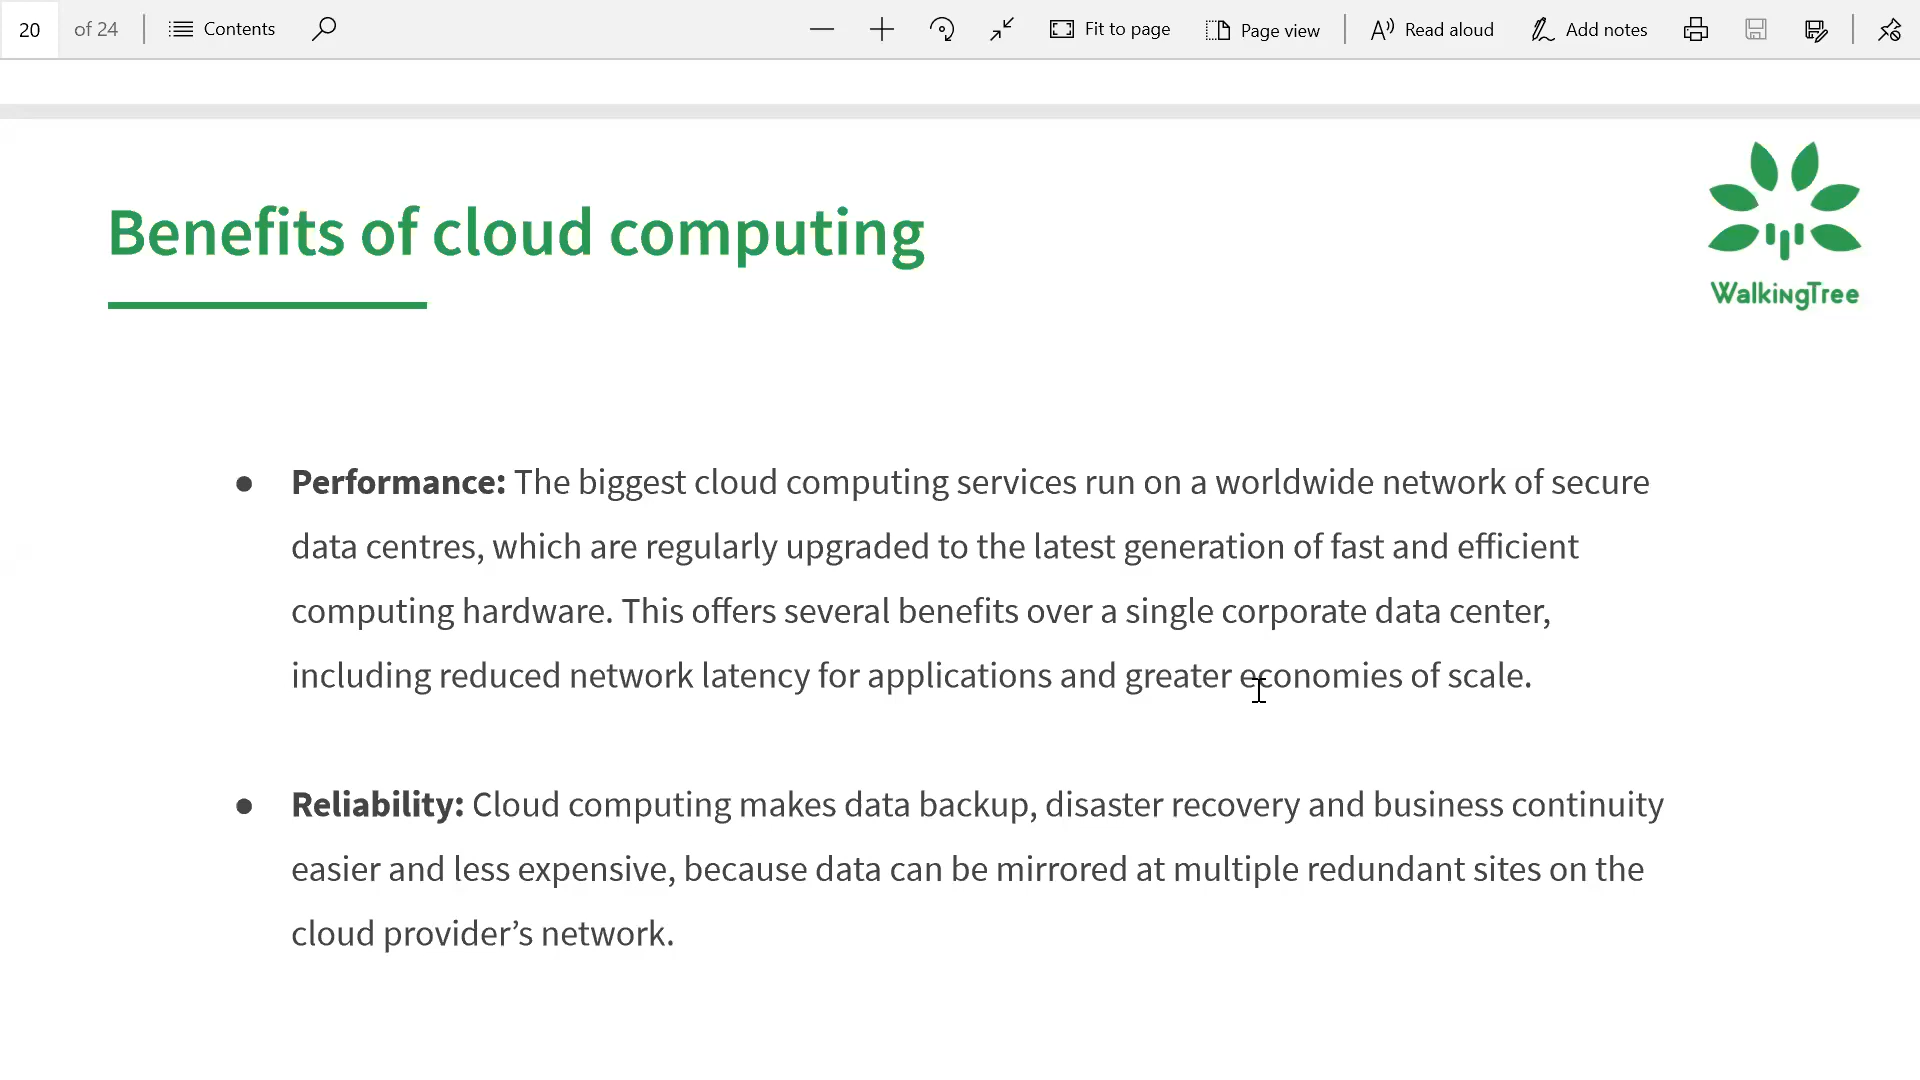 20 of 24 Contents Fit to page Page view Read aloud Add notes
Benefits of cloud computing
WalkingTree
● Performance: The biggest cloud computing services run on a worldwide network of secure
data centres, which are regularly upgraded to the latest generation of fast and efficient
computing hardware. This offers several benefits over a single corporate data center,
including reduced network latency for applications and greater economies of scale.
● Reliability: Cloud computing makes data backup, disaster recovery and business continuity
easier and less expensive, because data can be mirrored at multiple redundant sites on the
cloud provider’s network.